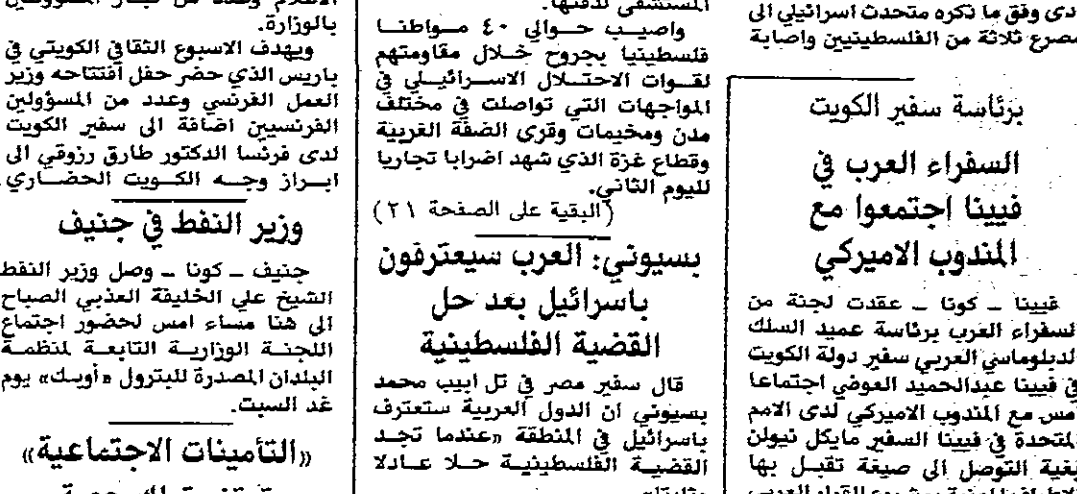 أدى وفق ما ذكره متحدث اسرائيلي الى
مصرع ثلاثة من الفلسطينيين واصابة
برئاسة سفير الكويت
السفراء العرب في
فيينا اجتمعوا مع
المندوب الاميركي
فيينا ــ كونا ــ عقدت لجنة من
السفراء العرب برئاسة عميد السلك
الدبلوماسي العربي سفير دولة الكويت
في فيينا عبدالحميد العوضي اجتماعا
امس مع المندوب الاميركي لدى الامم
المتحدة في فيينا السفير مايكل نيولن
بغية التوصل الى صيغة تقبل بها
المستشفى لدفنها.
واصيب حوالي ٤٠ مواطنا
فلسطينيا بجروح خلال مقاومتهم
لقوات الاحتلال الاسرائيلي في
المواجهات التي تواصلت في مختلف
مدن ومخيمات وقرى الضفة الغربية
وقطاع غزة الذي شهد اضرابا تجاريا
لليوم الثاني.
(البقية على الصفحة ٢١)
بسيوني: العرب سيعترفون
باسرائيل بعد حل
القضية الفلسطينية
قال سفير مصر في تل ابيب محمد
بسيوني ان الدول العربية ستعترف
باسرائيل في المنطقة «عندما تجد
القضية الفلسطينية حلا عادلا
بالوزارة.
ويهدف الاسبوع الثقافي الكويتي في
باريس الذي حضر حفل افتتاحه وزير
العمل الفرنسي وعدد من المسؤولين
الفرنسيين اضافة الى سفير الكويت
لدى فرنسا الدكتور طارق رزوقي الى
ابراز وجه الكويت الحضاري.
وزير النفط في جنيف
جنيف ــ كونا ــ وصل وزير النفط
الشيخ علي الخليفة العذبي الصباح
الى هنا مساء امس لحضور اجتماع
اللجنة الوزارية التابعة لمنظمة
البلدان المصدرة للبترول «أوبك» يوم
غد السبت.
«التأمينات الاجتماعية»